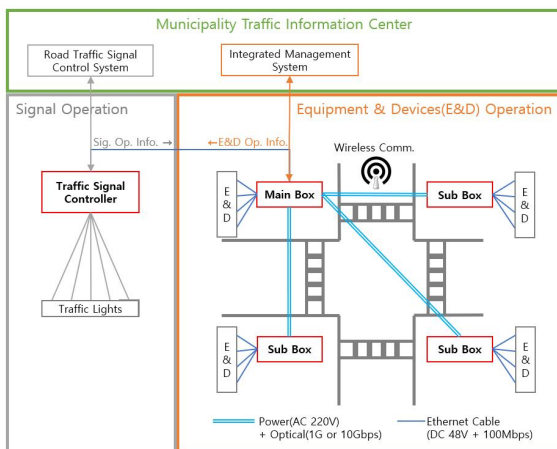 Municipality Traffic Information Center
Road Traffic Signal
Control System
Integrated Management
System
Signal Operation
Equipment & Devices(E&D) Operation
Sig. Op. Info. →
←E&D Op. Info.
Wireless Comm.
Traffic Signal
Controller
E
&
D
Main Box
Sub Box
E
&
D
Traffic Lights
E
&
D
Sub Box
Sub Box
E
&
D
Power(AC 220V)
+ Optical(1G or 10Gbps)
Ethernet Cable
(DC 48V + 100Mbps)